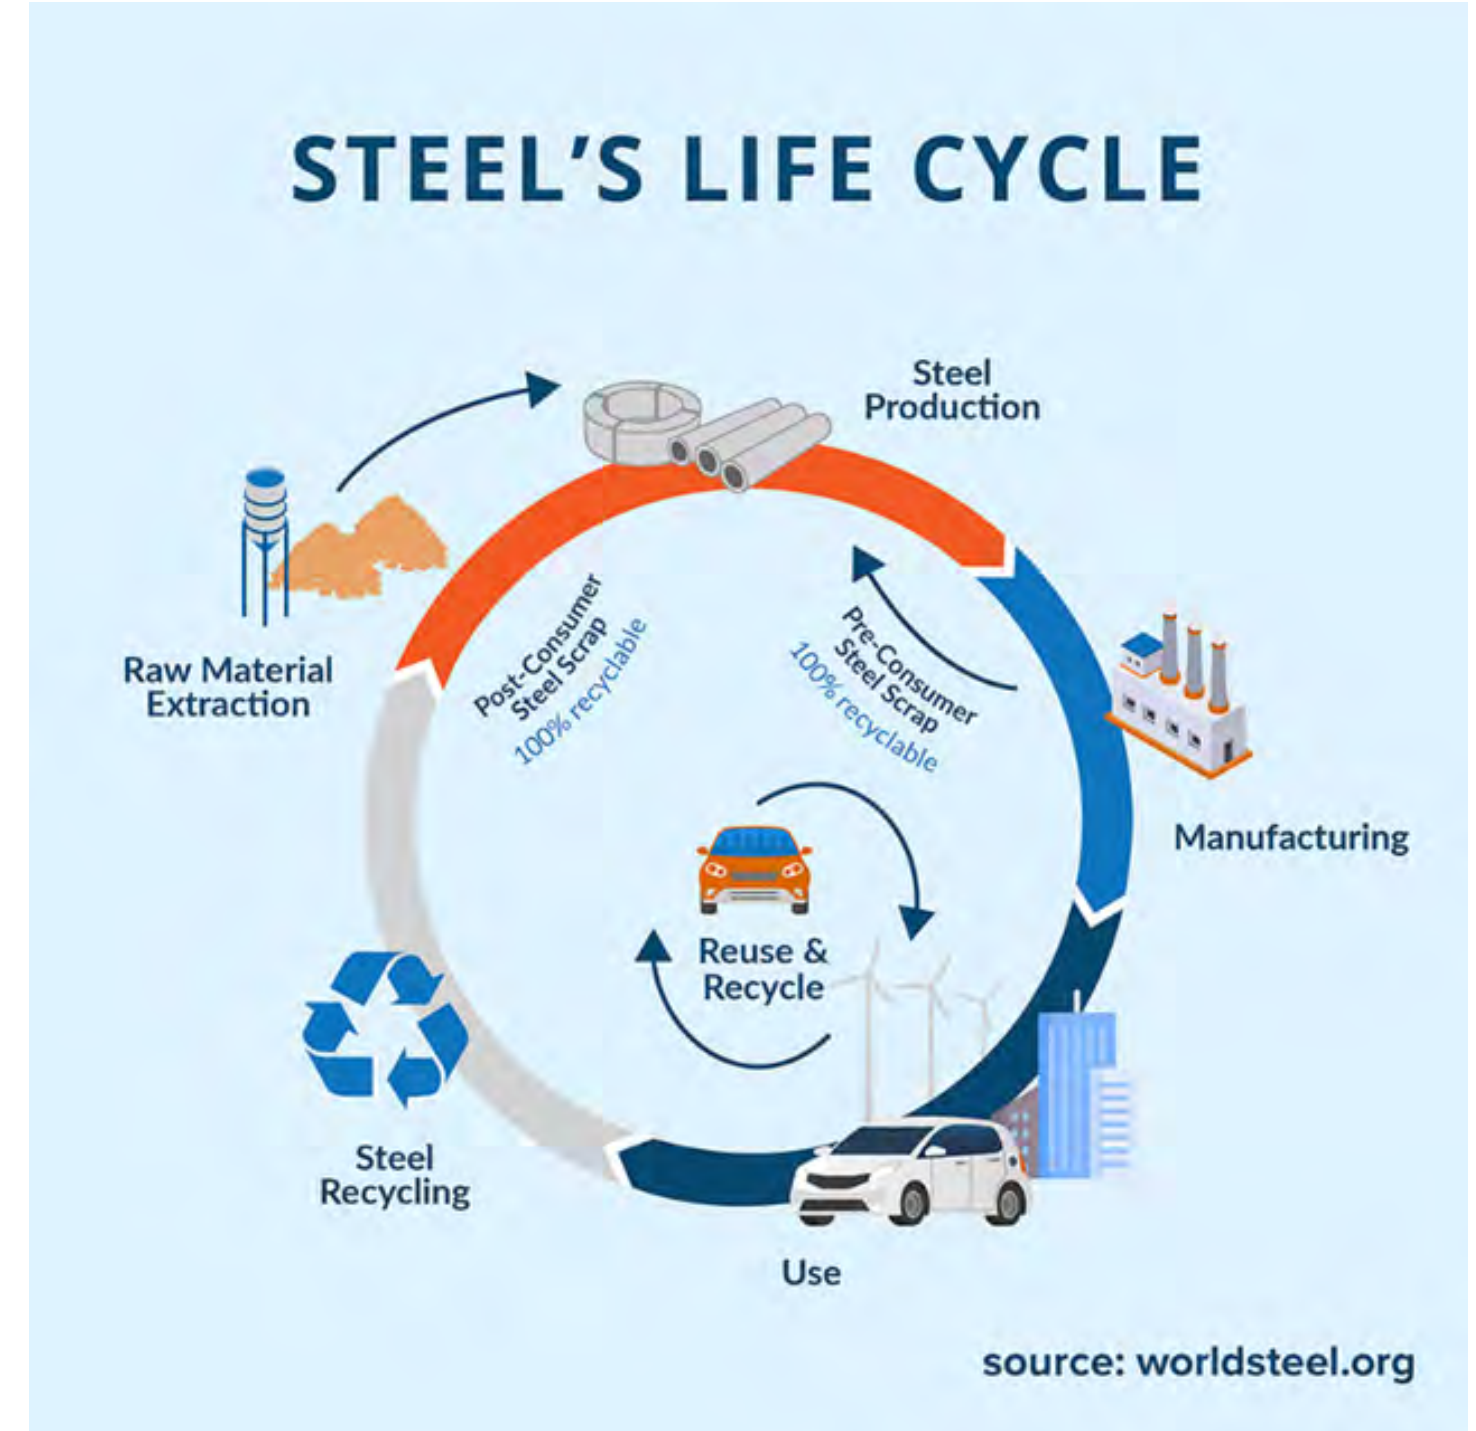 STEEL'S LIFE CYCLE
Steel
Production
Raw Material
Extraction
Post-Consumer
Steel Scrap
100% recyclable
Pre-Consumer
Steel Scrap
100% recyclable
Manufacturing
Reuse &
Recycle
Steel
Recycling
Use
source: worldsteel.org